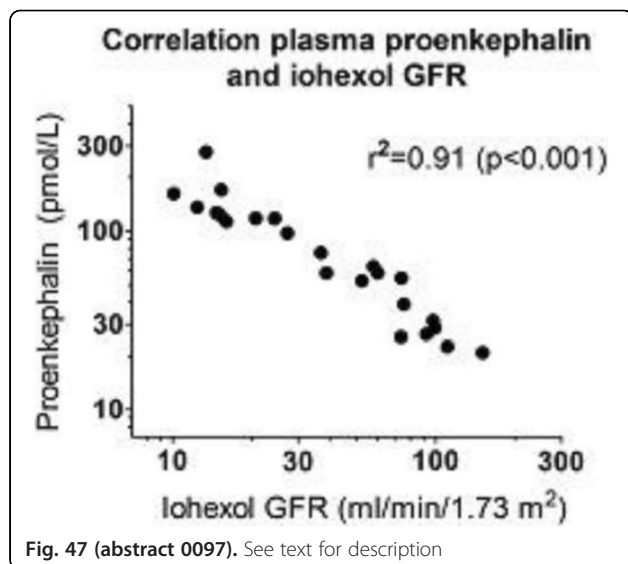 Correlation plasma proenkephalin
and iohexol GFR
r²=0.91 (p<0.001)
Proenkephalin (pmol/L)
300
100
30
10
10 30 100 300
Iohexol GFR (ml/min/1.73 m²)
Fig. 47 (abstract 0097). See text for description